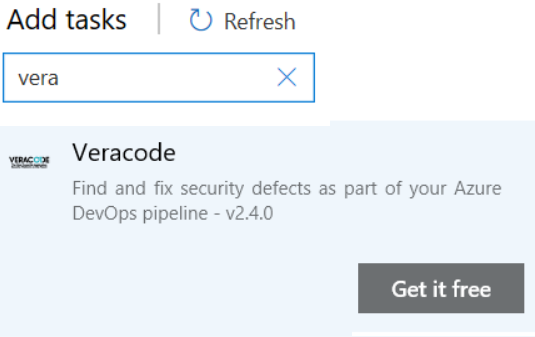 Add tasks
Refresh
vera
VERACODE
Veracode
Find and fix security defects as part of your Azure
DevOps pipeline - v2.4.0
Get it free